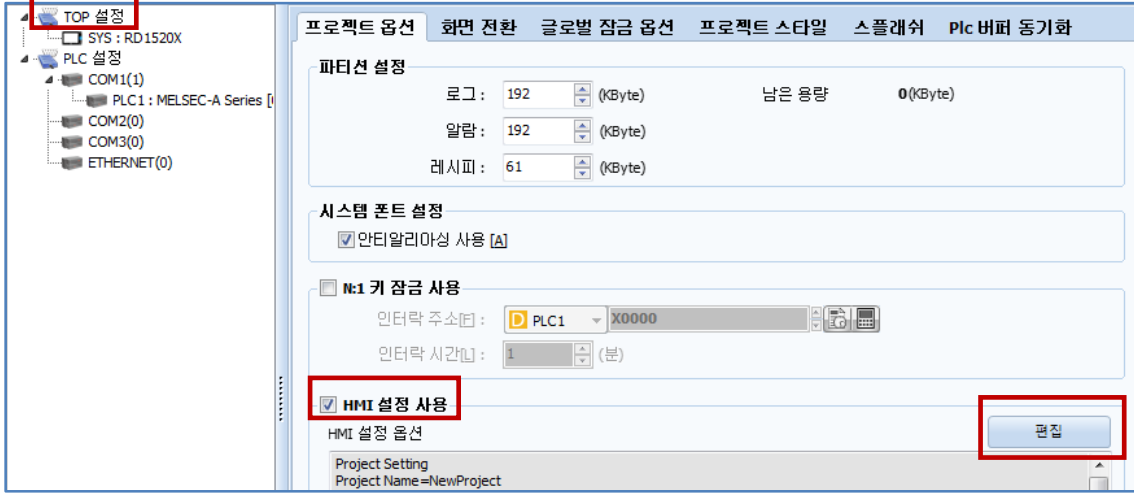 TOP 설정
SYS : RD1520X
PLC 설정
COM1(1)
PLC1 : MELSEC-A Series [
COM2(0)
COM3(0)
ETHERNET(0)
프로젝트 옵션 화면 전환 글로벌 잠금 옵션 프로젝트 스타일 스플래쉬 Plc 버퍼 동기화
파티션 설정
로그 : 192 (KByte) 남은 용량 0(KByte)
알람 : 192 (KByte)
레시피 : 61 (KByte)
시스템 폰트 설정
안티알리아싱 사용 [A]
N:1 키 잠금 사용
인터락 주소[F] : D PLC1 X0000
인터락 시간[L] : 1 (분)
HMI 설정 사용
HMI 설정 옵션 편집
Project Setting
Project Name=NewProject